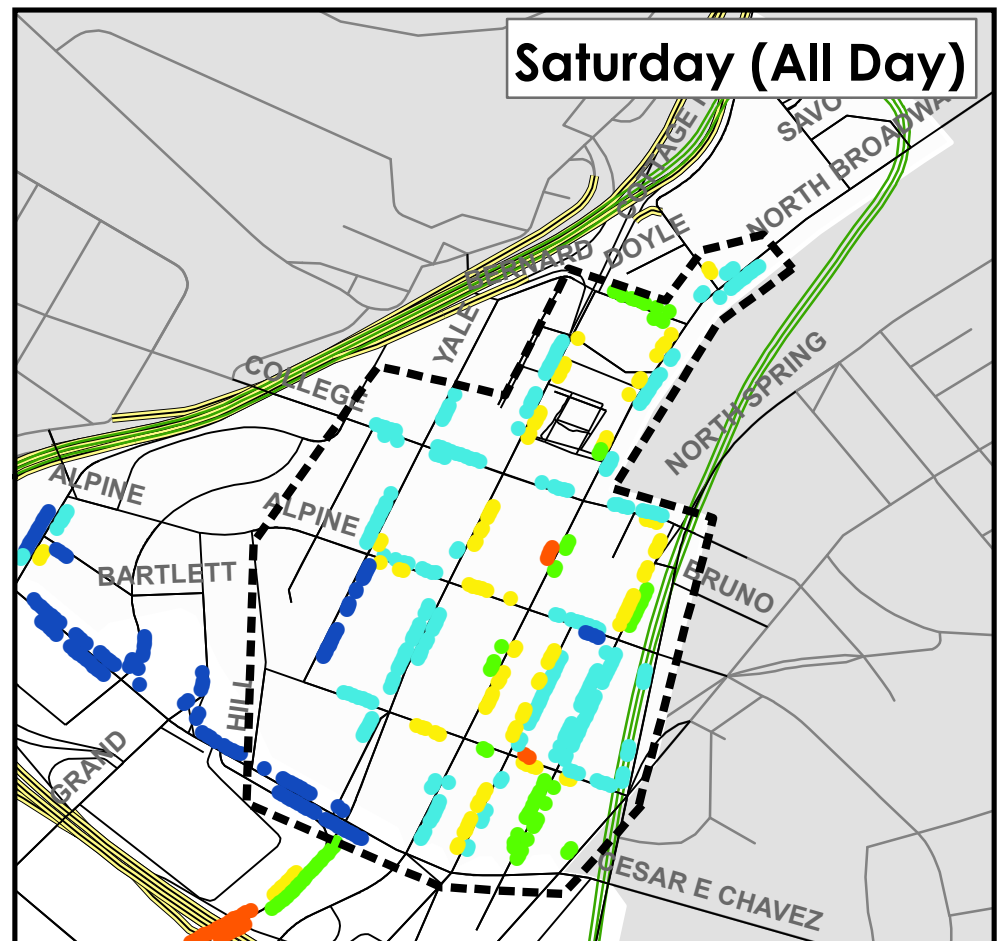 Saturday (All Day)
SAVO
NORTH BROADWA
COTTAGE
DOYLE
BERNARD
YALE
COLLEGE
NORTH SPRING
ALPINE
ALPINE
BARTLETT
BRUNO
HILL
GRAND
CESAR E CHAVEZ